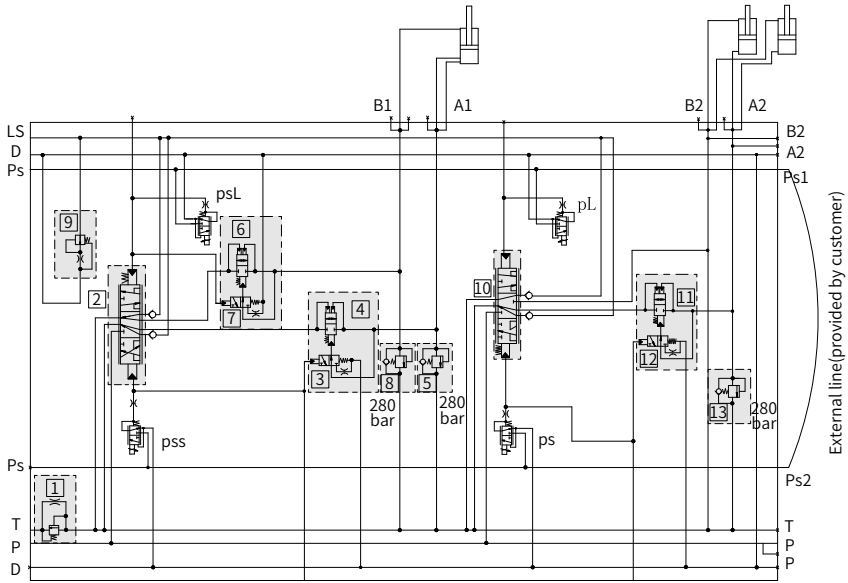 B1
A1
B2
A2
LS
B2
D
A2
Ps
Ps1
psL
pL
9
6
2
7
10
4
11
3
8
5
12
13
280
bar
280
bar
280
bar
pss
ps
External line(provided by customer)
Ps
Ps2
1
T
T
P
P
D
P